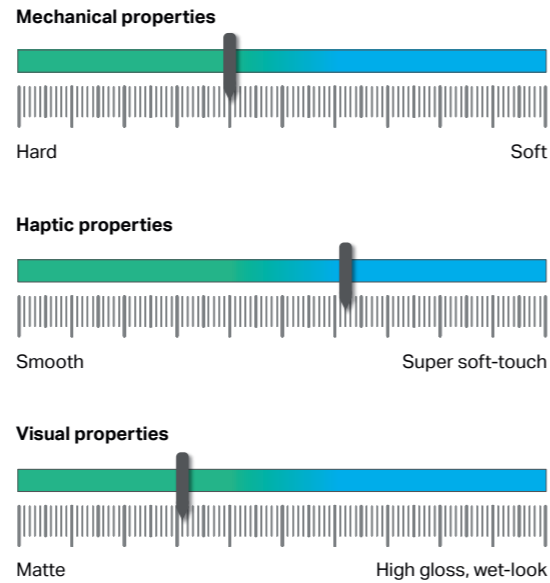 Mechanical properties
Hard Soft
Haptic properties
Smooth Super soft-touch
Visual properties
Matte High gloss, wet-look